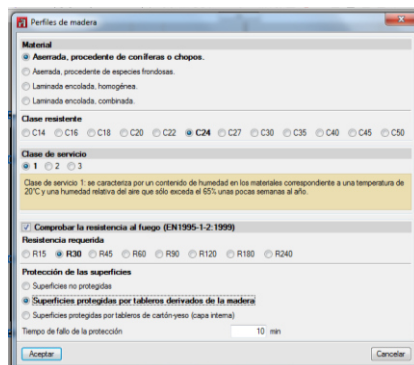 Perfiles de madera
Material
Aserrada, procedente de coníferas o chopos.
Aserrada, procedente de especies frondosas.
Laminada encolada, homogénea.
Laminada encolada, combinada.
Clase resistente
C14 C16 C18 C20 C22 C24 C27 C30 C35 C40 C45 C50
Clase de servicio
1 2 3
Clase de servicio 1: se caracteriza por un contenido de humedad en los materiales correspondiente a una temperatura de
20°C y una humedad relativa del aire que sólo exceda el 65% unas pocas semanas al año.
Comprobar la resistencia al fuego (EN1995-1-2:1999)
Resistencia requerida
R15 R30 R45 R60 R90 R120 R180 R240
Protección de las superficies
Superficies no protegidas
Superficies protegidas por tableros derivados de la madera
Superficies protegidas por tableros de cartón-yeso (capa interna)
Tiempo de fallo de la protección 10 min
Aceptar Cancelar